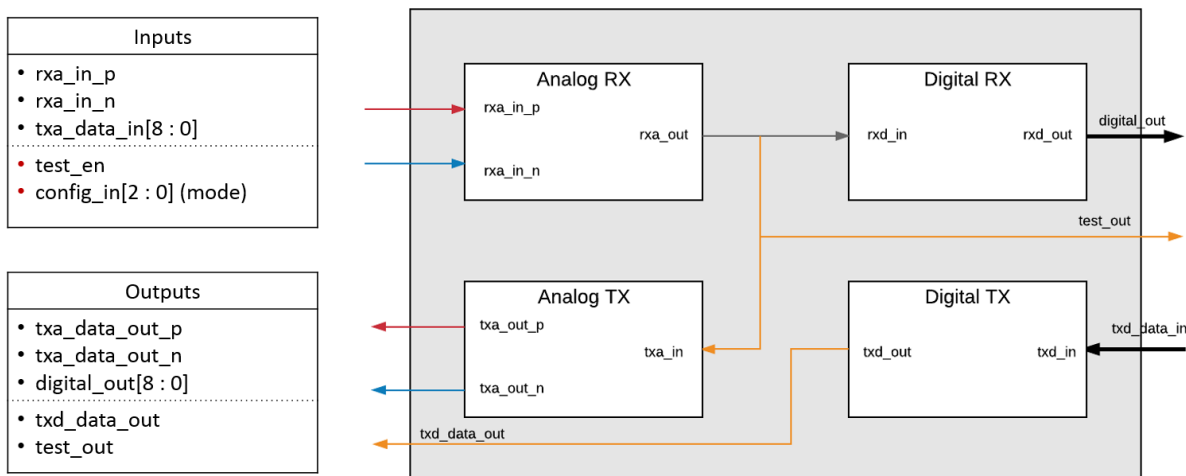 Inputs
• rxa_in_p
• rxa_in_n
• txa_data_in[8 : 0]
• test_en
• config_in[2 : 0] (mode)
Outputs
• txa_data_out_p
• txa_data_out_n
• digital_out[8 : 0]
• txd_data_out
• test_out
Analog RX
rxa_in_p
rxa_out
rxa_in_n
Digital RX
rxd_in
rxd_out
digital_out
test_out
Analog TX
txa_out_p
txa_in
txa_out_n
Digital TX
txd_out
txd_in
txd_data_in
txd_data_out